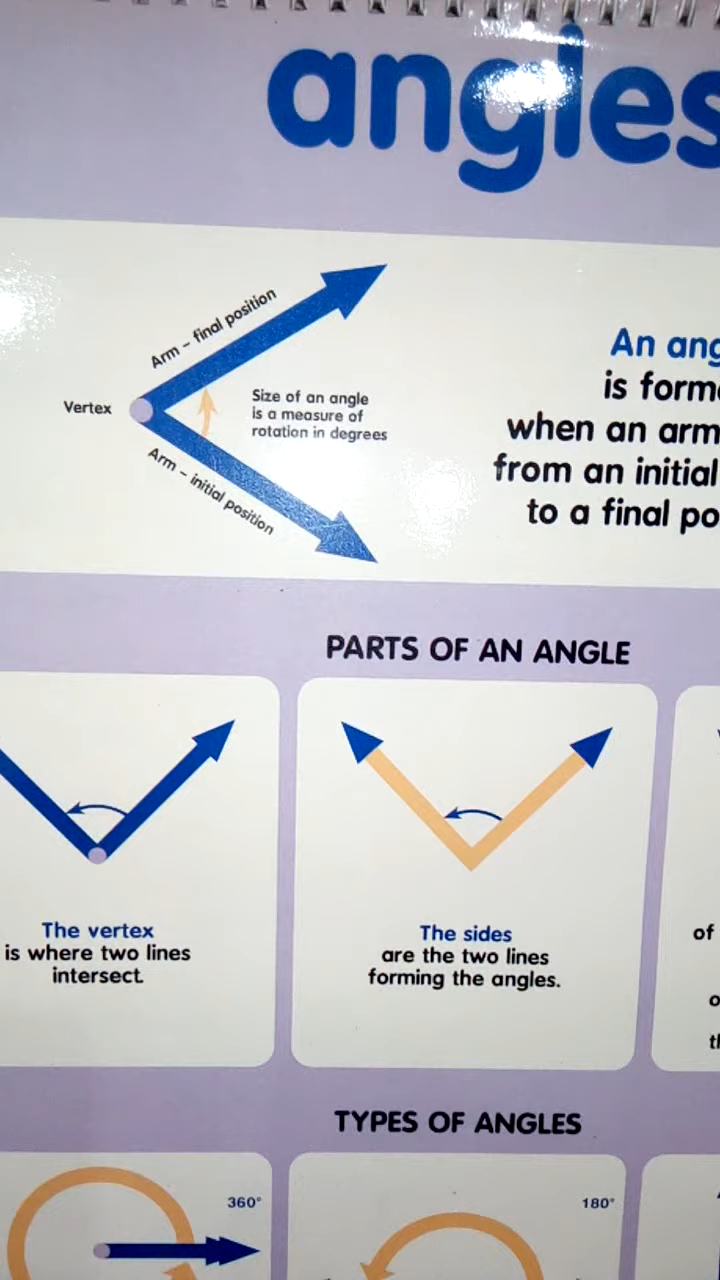 angles
Arm – final position
Vertex
Size of an angle
is a measure of
rotation in degrees
Arm – initial position
An ang
is form
when an arm
from an initial
to a final po
PARTS OF AN ANGLE
The vertex
is where two lines
intersect.
The sides
are the two lines
forming the angles.
of
TYPES OF ANGLES
360°
180°